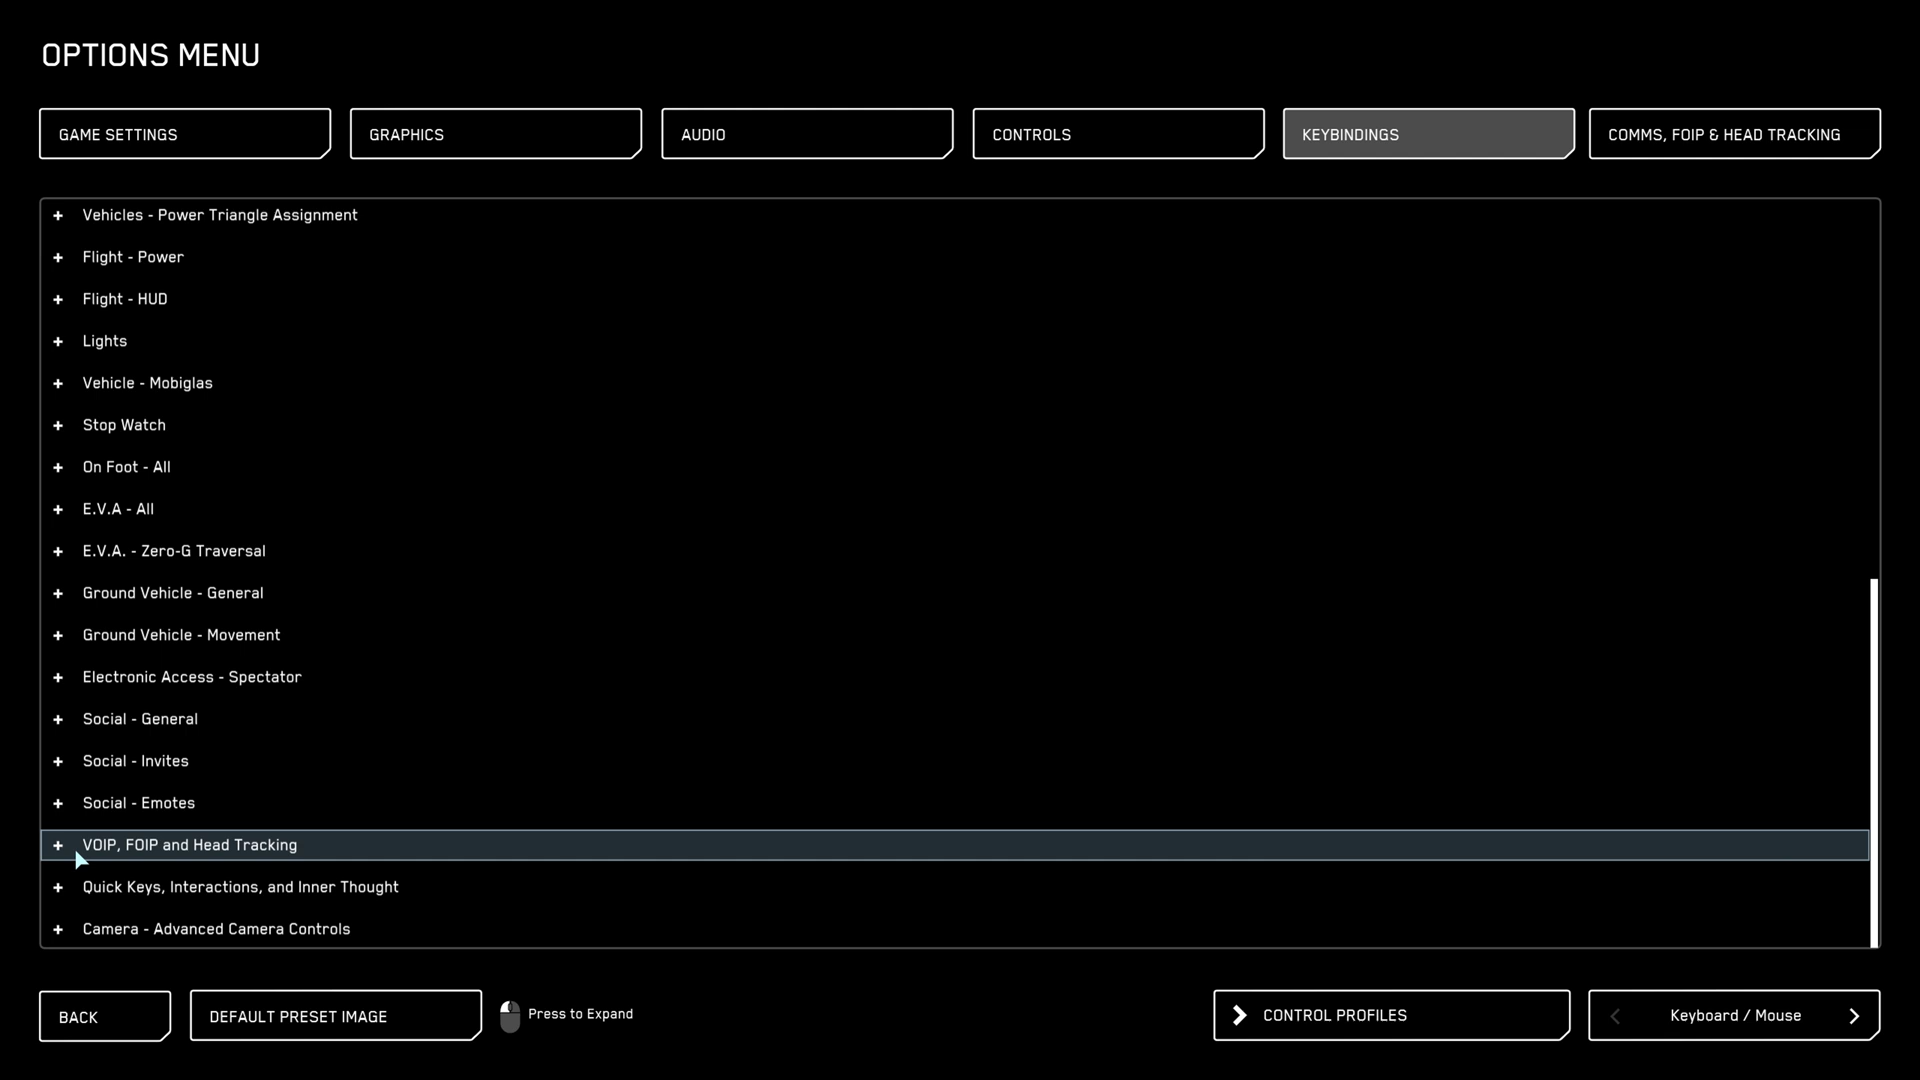 OPTIONS MENU
GAME SETTINGS
GRAPHICS
AUDIO
CONTROLS
KEYBINDINGS
COMMS, FOIP & HEAD TRACKING
+ Vehicles - Power Triangle Assignment
+ Flight - Power
+ Flight - HUD
+ Lights
+ Vehicle - Mobiglas
+ Stop Watch
+ On Foot - All
+ E.V.A - All
+ E.V.A. - Zero-G Traversal
+ Ground Vehicle - General
+ Ground Vehicle - Movement
+ Electronic Access - Spectator
+ Social - General
+ Social - Invites
+ Social - Emotes
+ VOIP, FOIP and Head Tracking
+ Quick Keys, Interactions, and Inner Thought
+ Camera - Advanced Camera Controls
BACK
DEFAULT PRESET IMAGE
Press to Expand
CONTROL PROFILES
Keyboard / Mouse